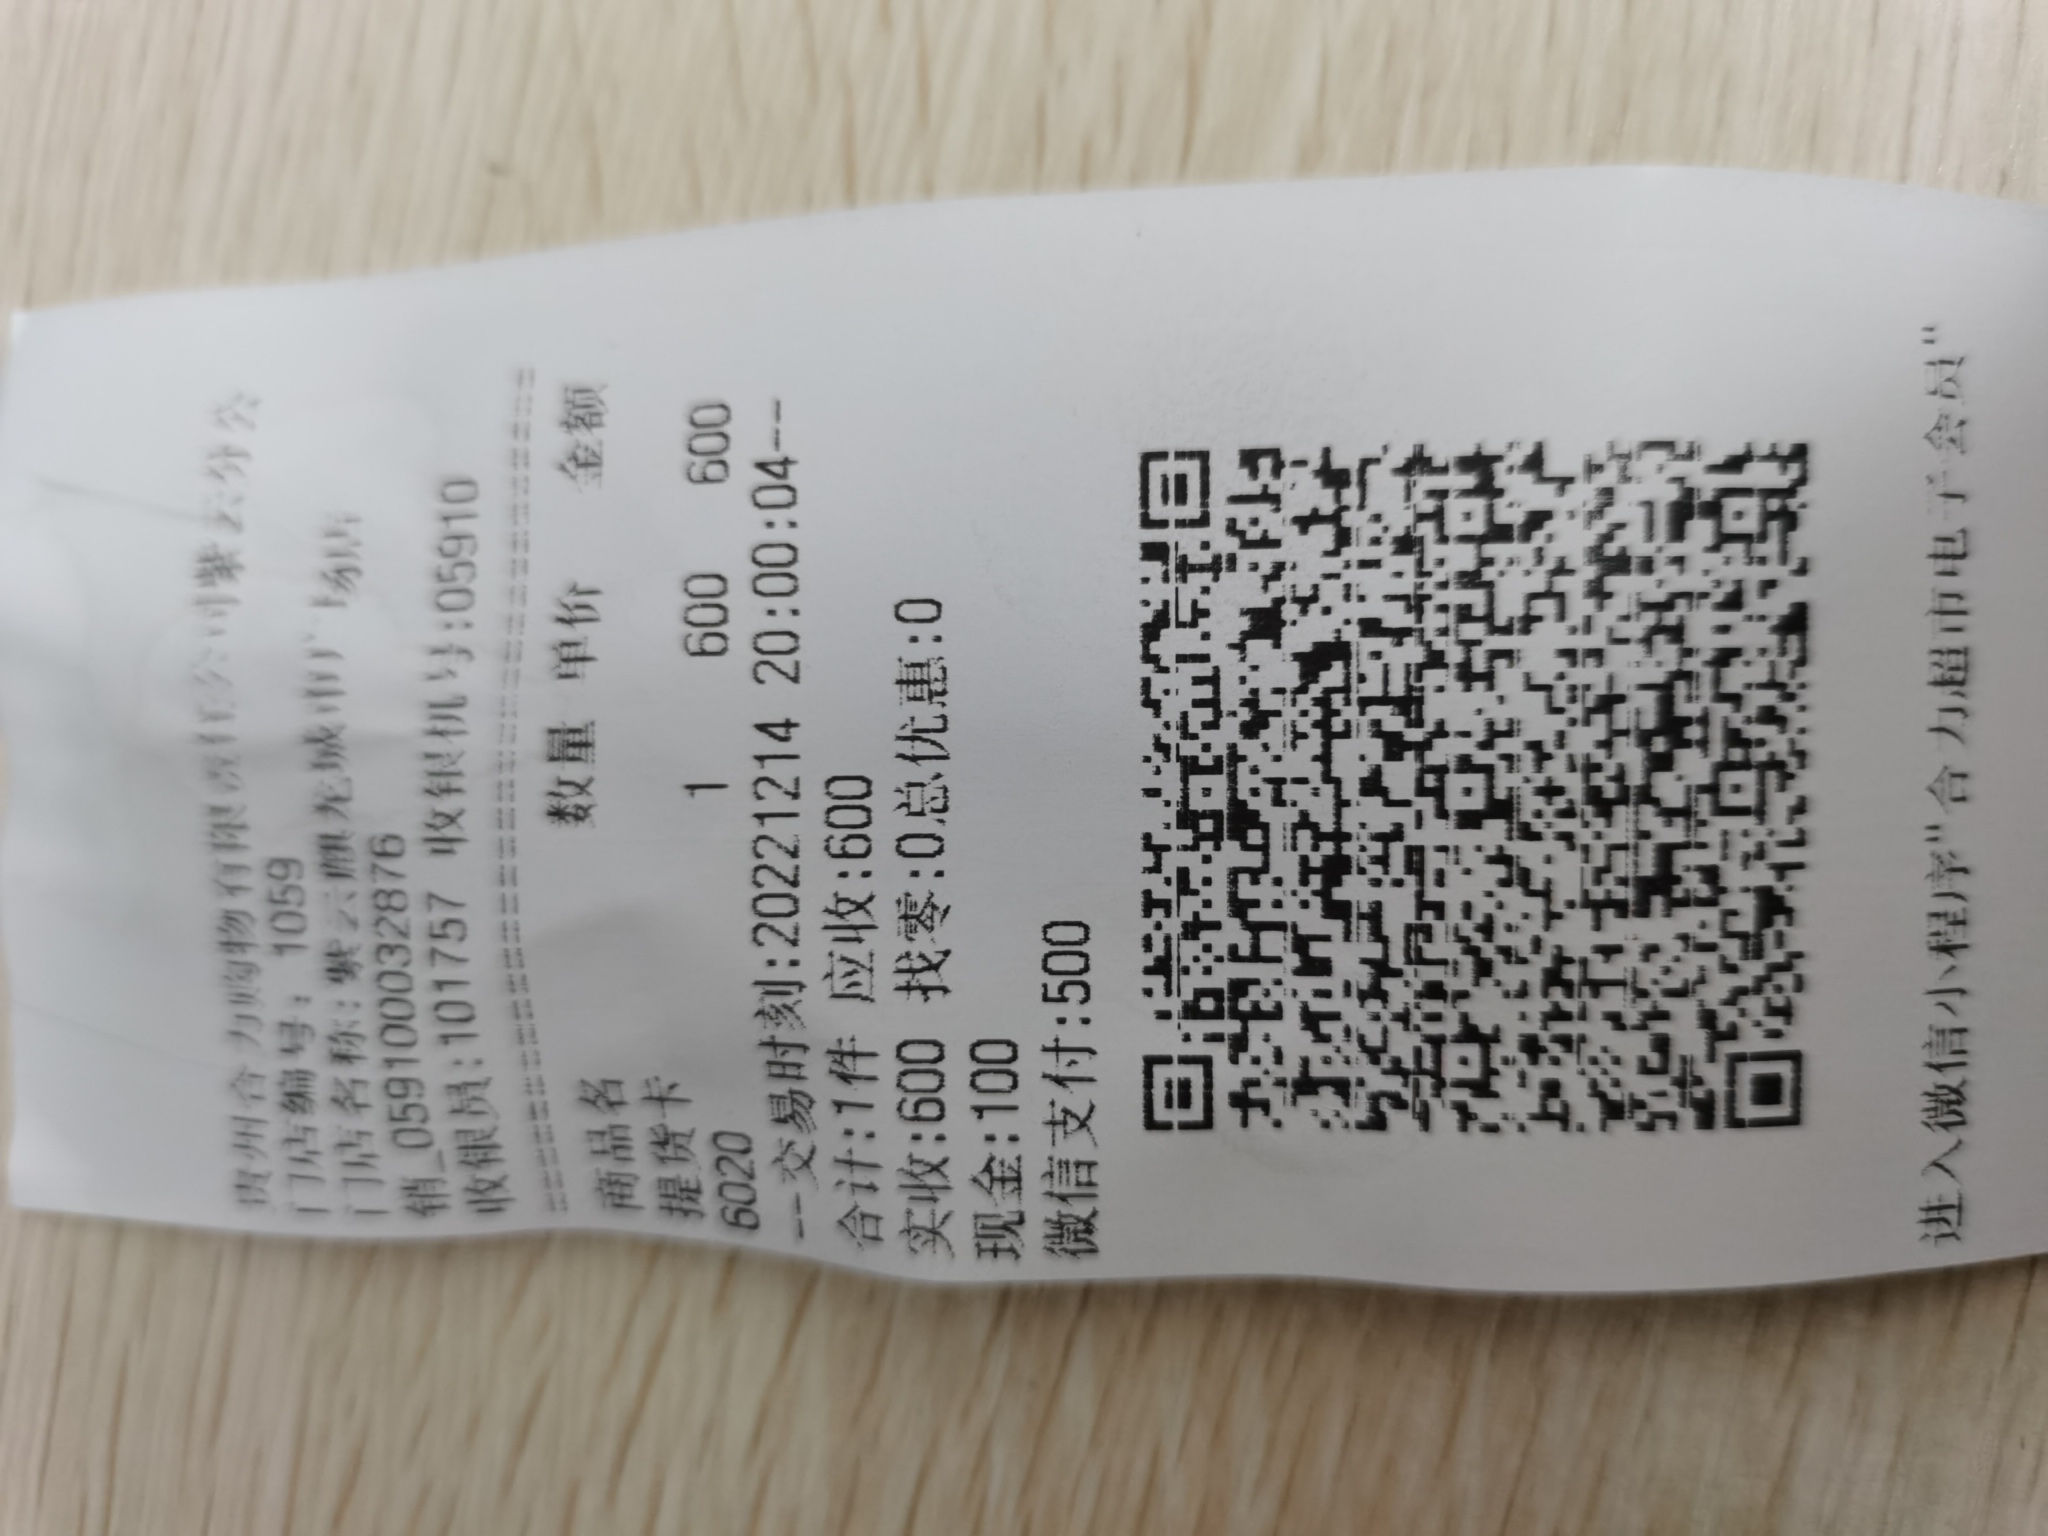 贵州合力购物有限责任公司紫云分公
门店编号: 1059
门店名称:紫云麒龙城市广场店
销_059100032876
收银员:101757 收银机号:059910
商品名 数量 单价 金额
提货卡
6020 1 600 600
--交易时刻:20221214 20:00:04--
合计:1件 应收:600
实收:600 找零:0总优惠:0
现金:100
微信支付:500
进入微信小程序"合力超市电子会员"